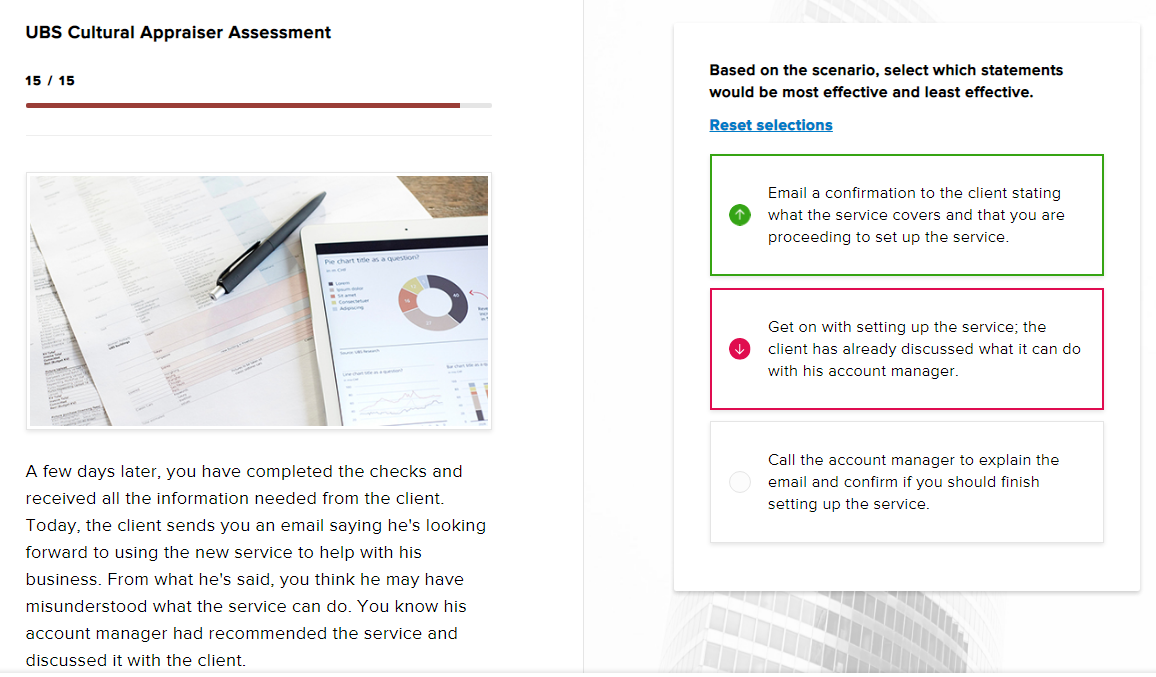 UBS Cultural Appraiser Assessment
15 / 15
Pie chart title as a question?
A few days later, you have completed the checks and
received all the information needed from the client.
Today, the client sends you an email saying he's looking
forward to using the new service to help with his
business. From what he's said, you think he may have
misunderstood what the service can do. You know his
account manager had recommended the service and
discussed it with the client.
Based on the scenario, select which statements
would be most effective and least effective.
Reset selections
Email a confirmation to the client stating
what the service covers and that you are
proceeding to set up the service.
Get on with setting up the service; the
client has already discussed what it can do
with his account manager.
Call the account manager to explain the
email and confirm if you should finish
setting up the service.